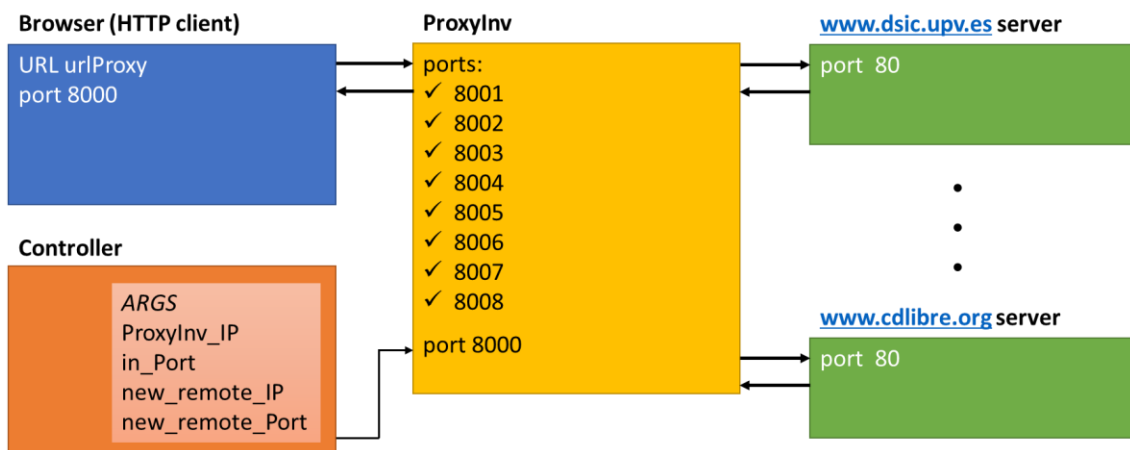 Browser (HTTP client)
URL urlProxy
port 8000
Controller
ARGS
ProxyInv_IP
in_Port
new_remote_IP
new_remote_Port
ProxyInv
ports:
✓ 8001
✓ 8002
✓ 8003
✓ 8004
✓ 8005
✓ 8006
✓ 8007
✓ 8008
port 8000
www.dsic.upv.es server
port 80
www.cdlibre.org server
port 80